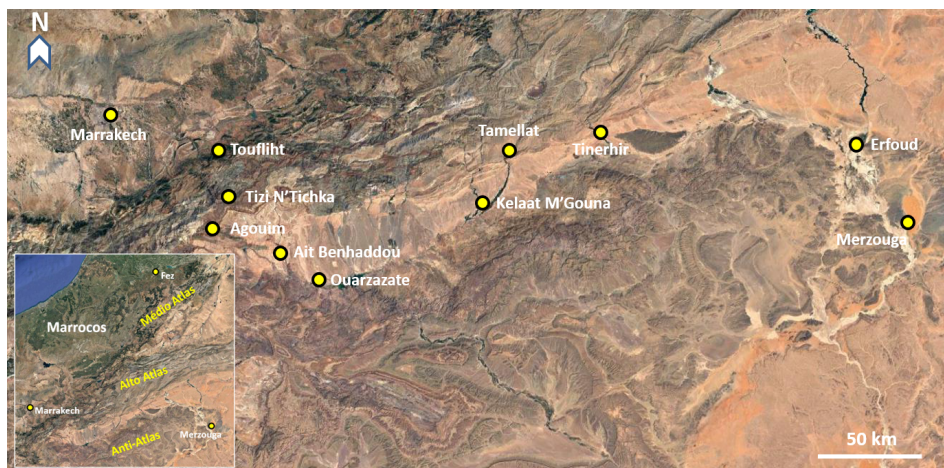 N
Marrakech
Toufliht
Tamellat
Tinerhir
Erfoud
Tizi N'Tichka
Kelaat M'Gouna
Agouim
Merzouga
Ait Benhaddou
Ouarzazate
Fez
Médio Atlas
Marrocos
Alto Atlas
Marrakech
Merzouga
Anti-Atlas
50 km